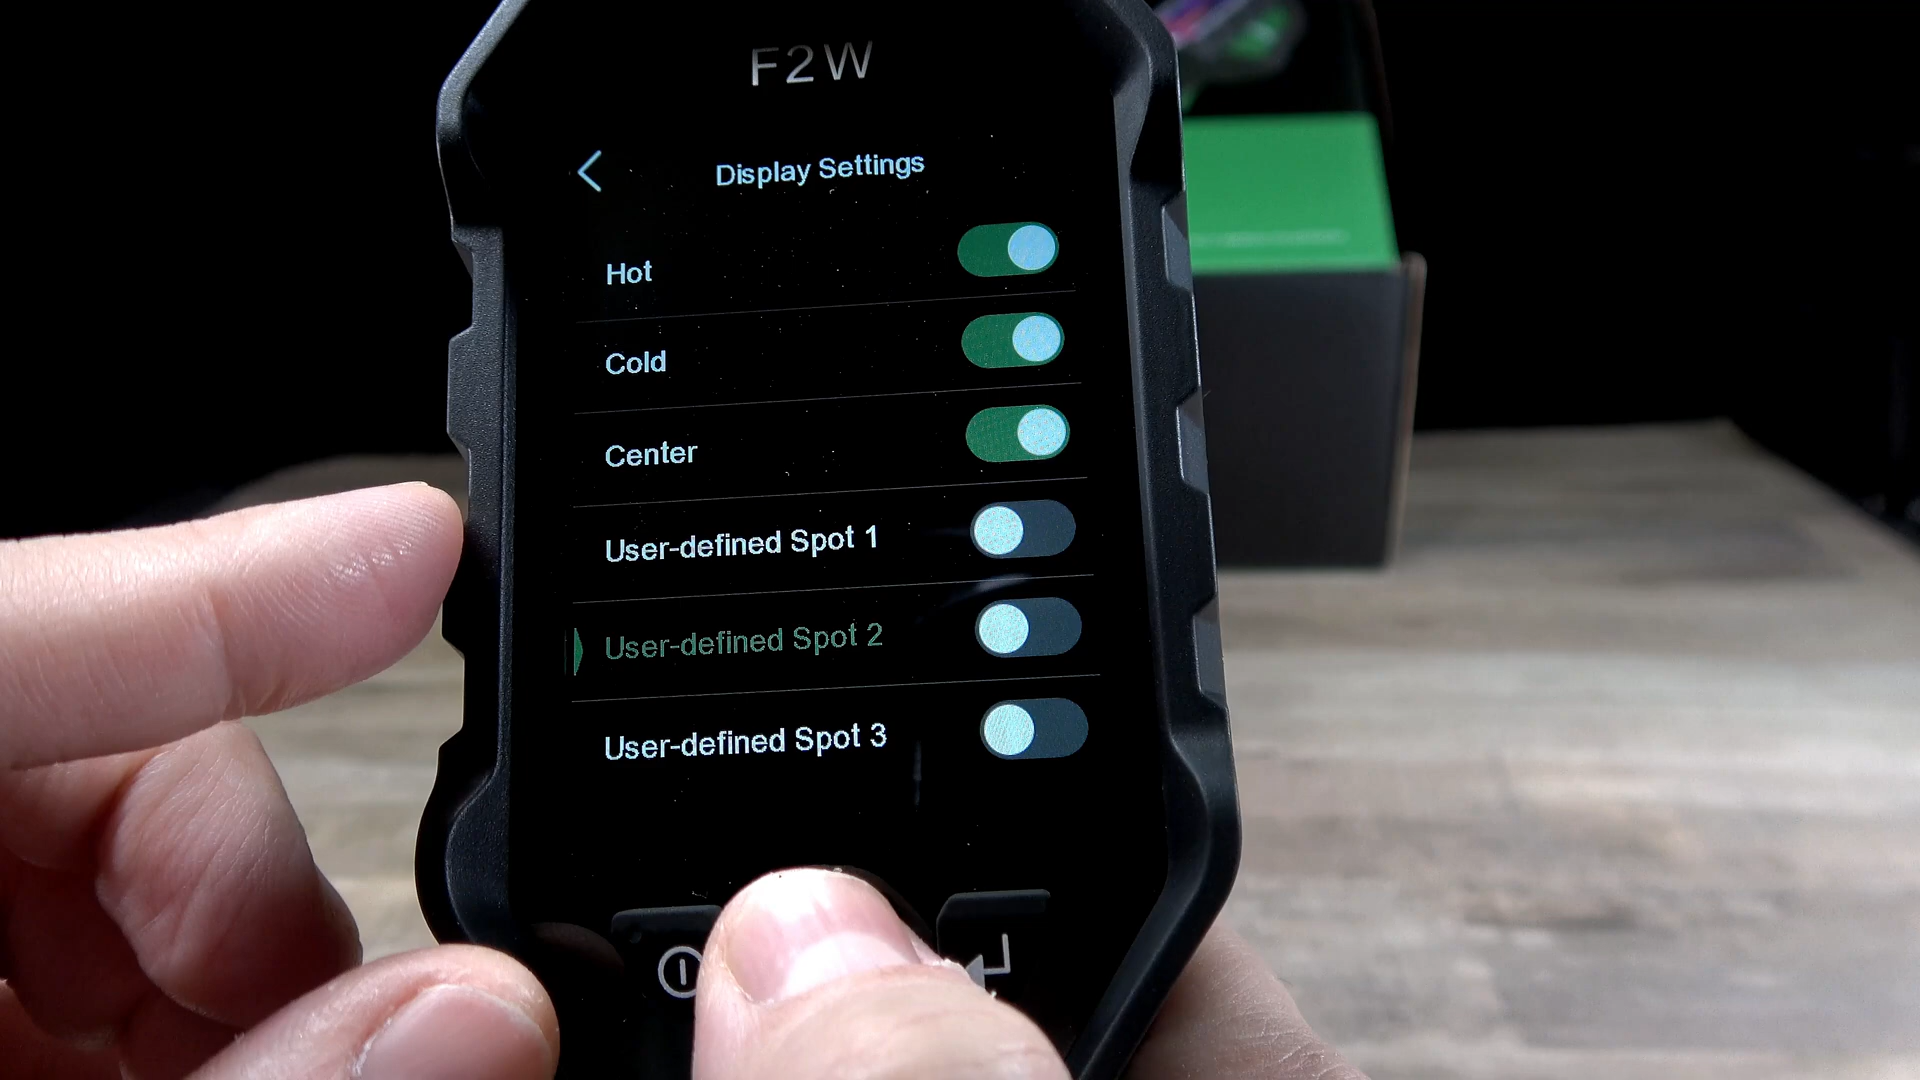 F2W
Display Settings
Hot
Cold
Center
User-defined Spot 1
User-defined Spot 2
User-defined Spot 3